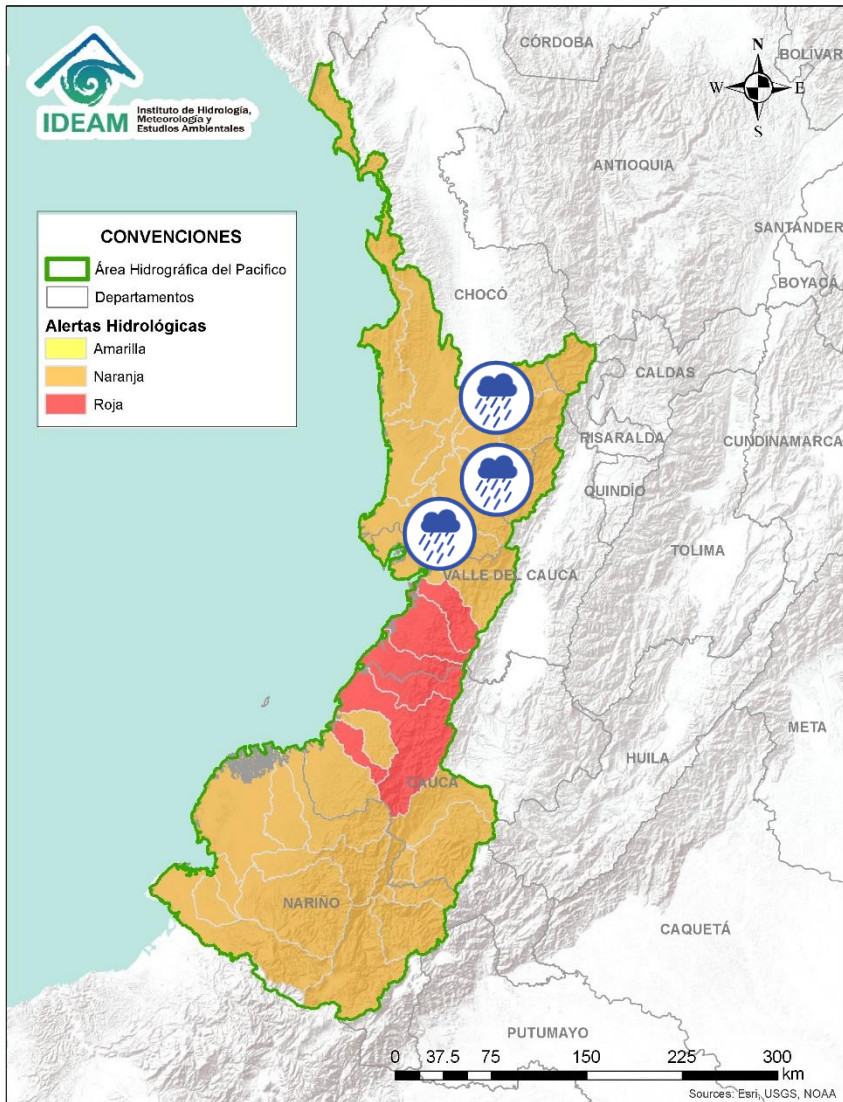 IDEAM
Instituto de Hidrología,
Meteorología y
Estudios Ambientales
N
W
E
S
CONVENCIONES
Área Hidrográfica del Pacifico
Departamentos
Alertas Hidrológicas
Amarilla
Naranja
Roja
CÓRDOBA
BOLÍVAR
ANTIOQUIA
SANTANDER
BOYACÁ
CHOCÓ
CALDAS
RISARALDA
CUNDINAMARCA
QUINDÍO
TOLIMA
VALLE DEL CAUCA
META
HUILA
CAUCA
NARIÑO
CAQUETÁ
PUTUMAYO
0 37.5 75 150 225 300
km
Sources: Esri, USGS, NOAA